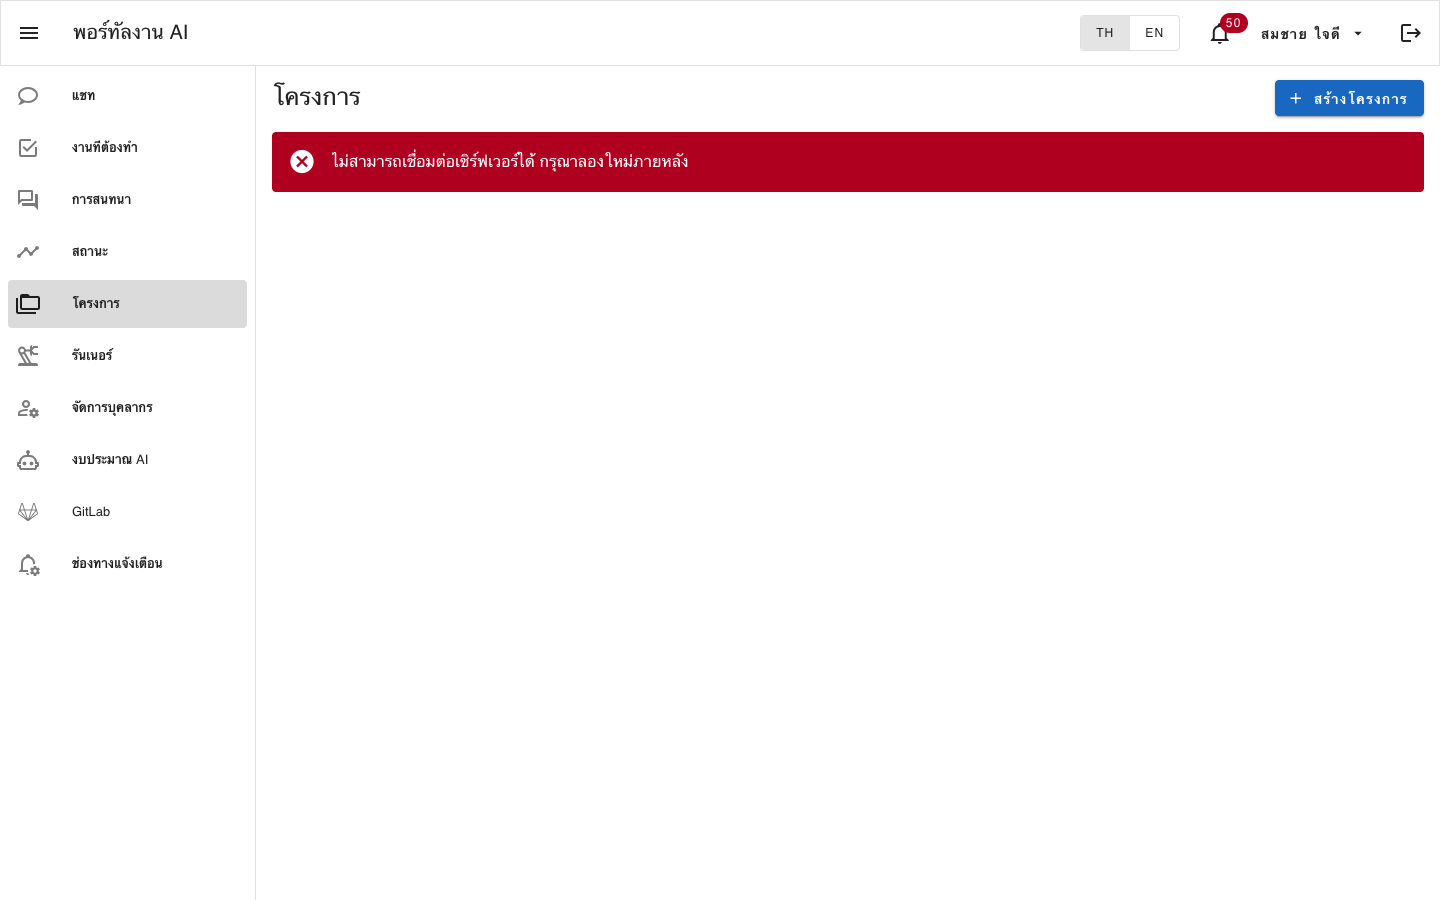 พอร์ทัลงาน AI
TH
EN
50
สมชาย ใจดี
แชท
งานที่ต้องทำ
การสนทนา
สถานะ
โครงการ
รันเนอร์
จัดการบุคลากร
งบประมาณ AI
GitLab
ช่องทางแจ้งเตือน
โครงการ
สร้างโครงการ
ไม่สามารถเชื่อมต่อเซิร์ฟเวอร์ได้ กรุณาลองใหม่ภายหลัง